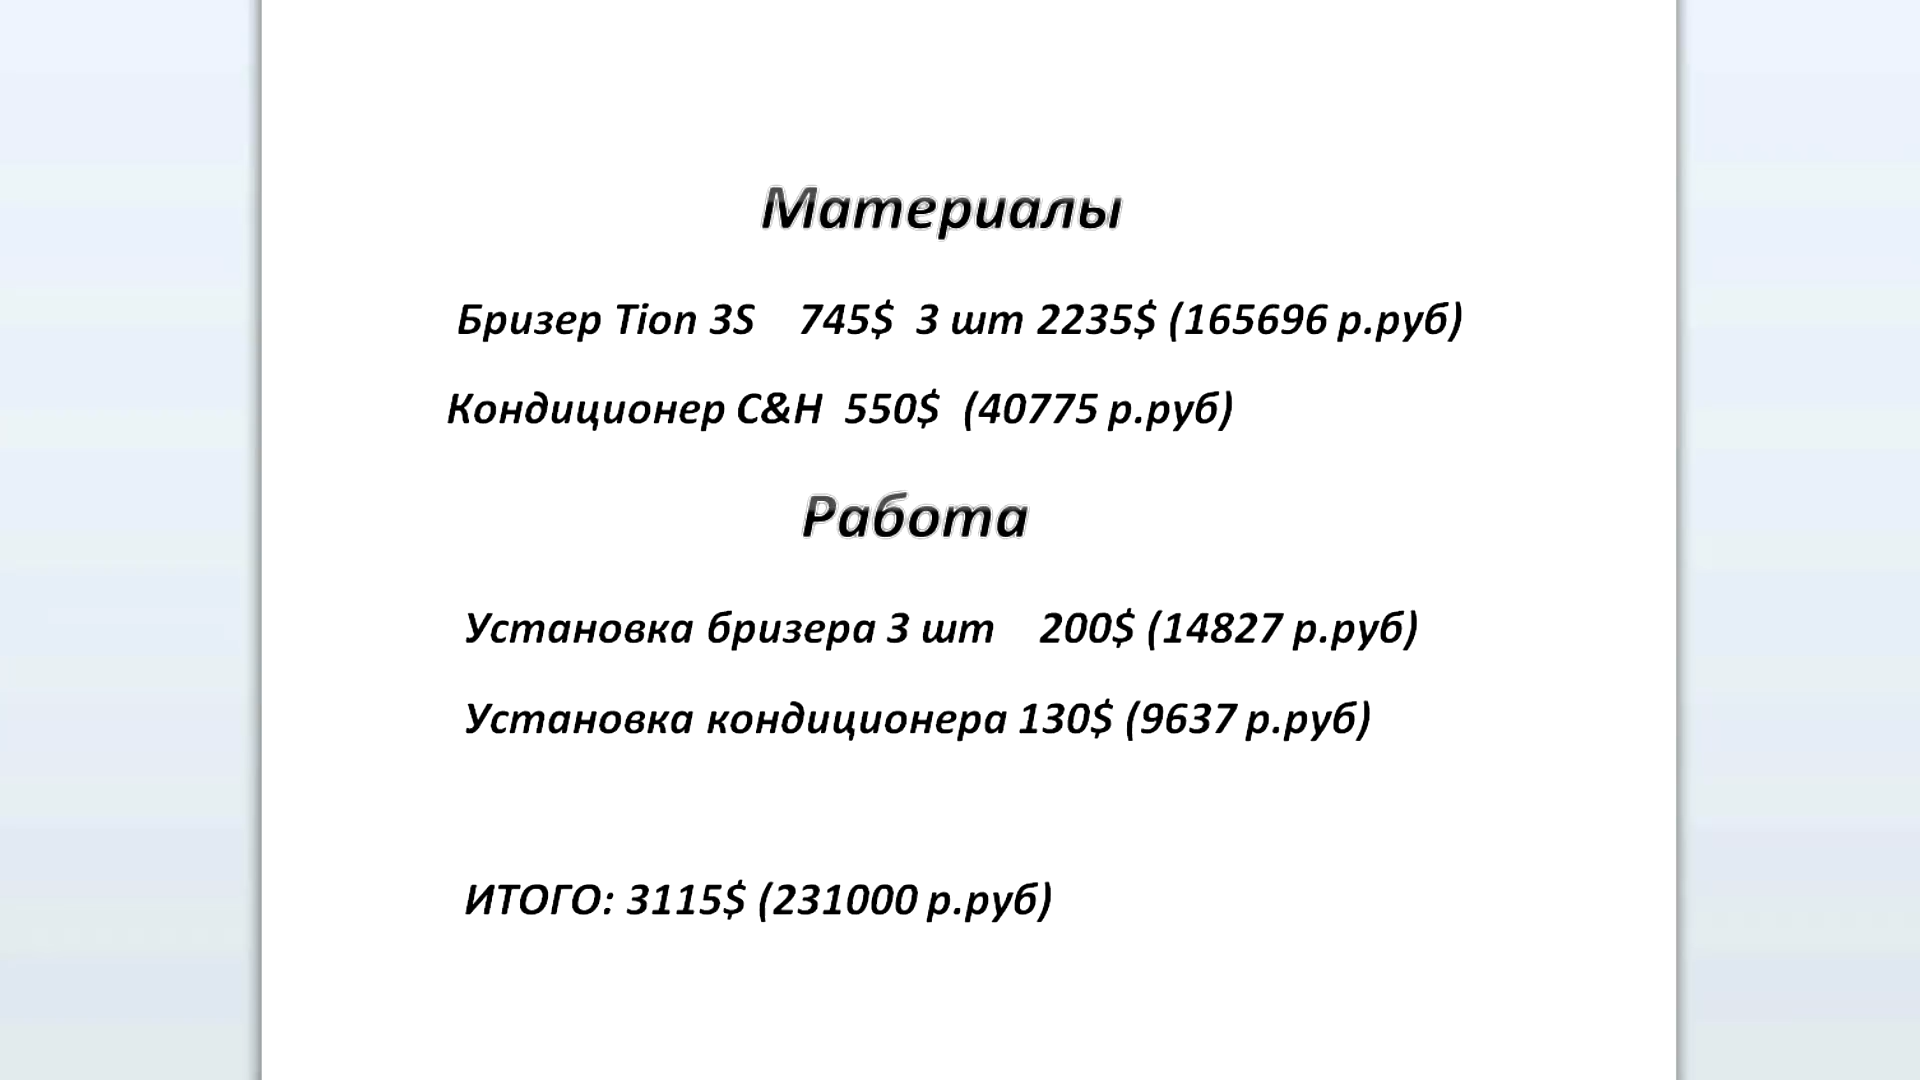 Материалы
Бризер Tion 3S 745$ 3 шт 2235$ (165696 р.руб)
Кондиционер C&H 550$ (40775 р.руб)
Работа
Установка бризера 3 шт 200$ (14827 р.руб)
Установка кондиционера 130$ (9637 р.руб)
ИТОГО: 3115$ (231000 р.руб)